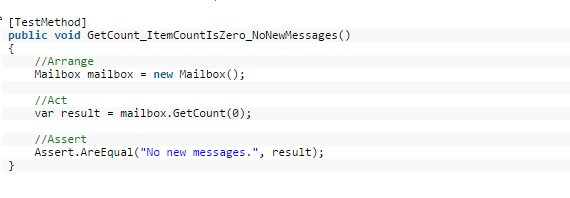 [TestMethod]
public void GetCount_ItemCountIsZero_NoNewMessages()
{
    //Arrange
    Mailbox mailbox = new Mailbox();
    //Act
    var result = mailbox.GetCount(0);
    //Assert
    Assert.AreEqual("No new messages.", result);
}